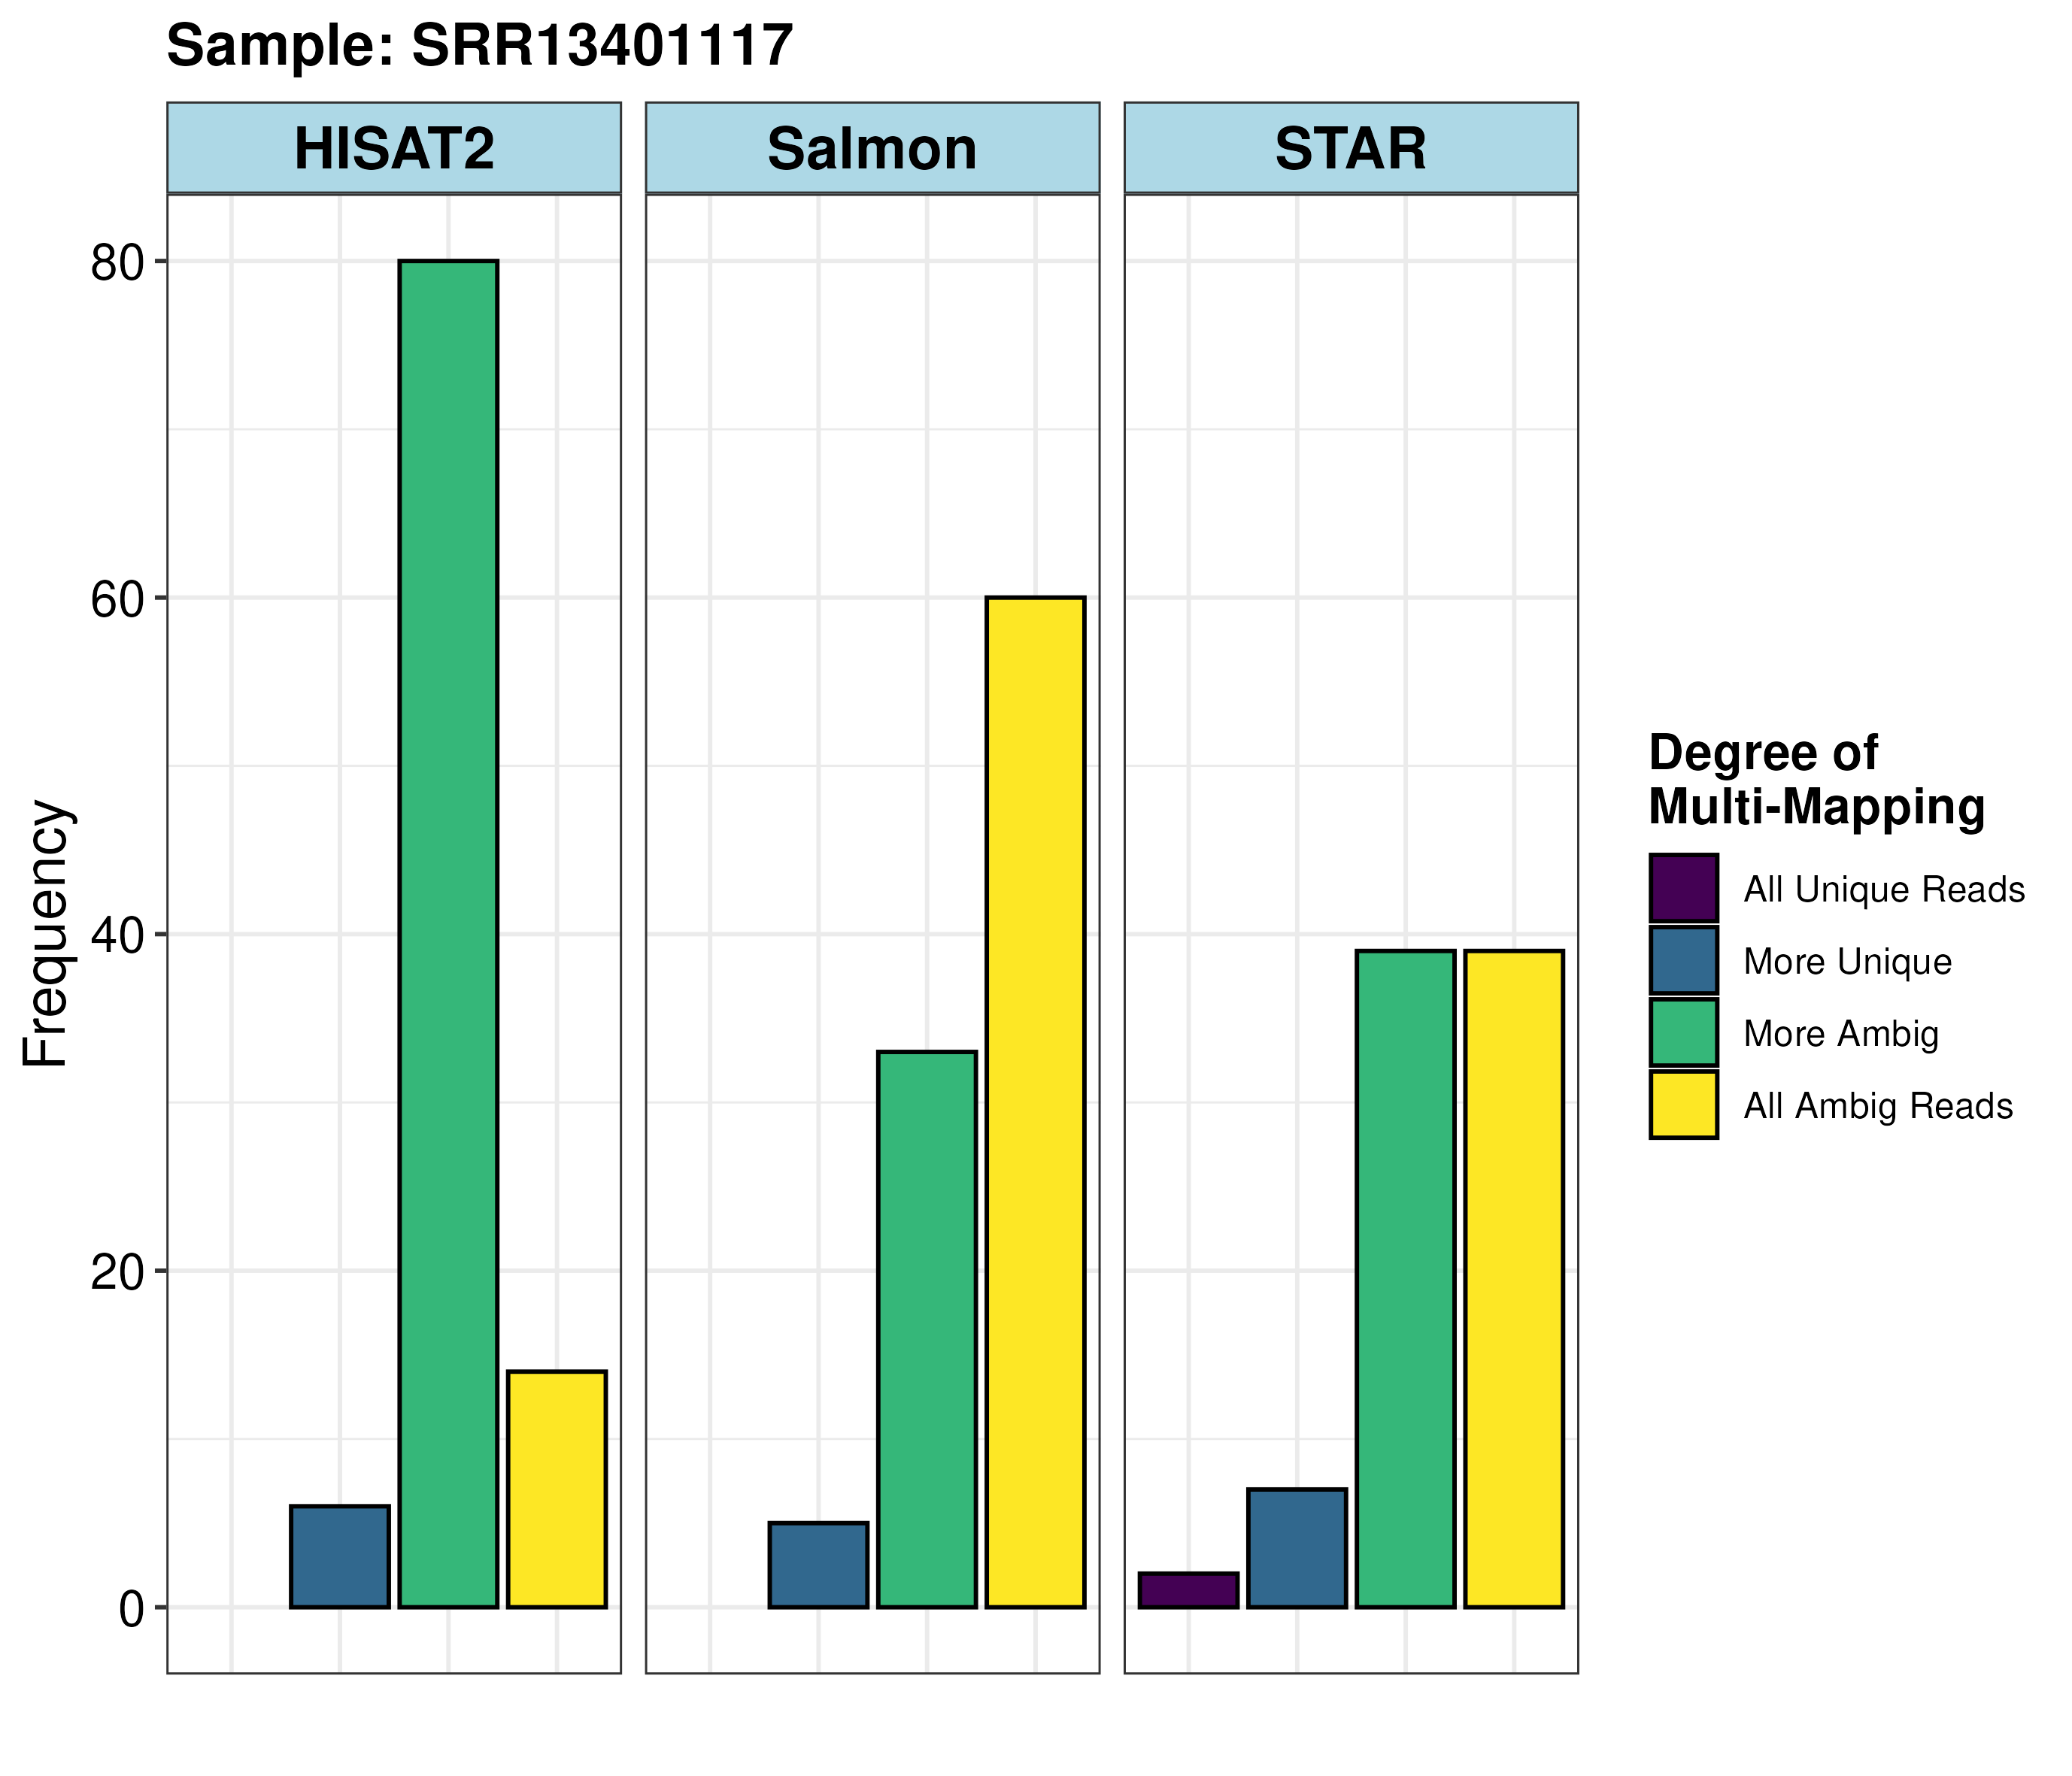 Sample: SRR13401117
HISAT2
Salmon
STAR
80
60
40
20
0
Frequency
Degree of
Multi-Mapping
All Unique Reads
More Unique
More Ambig
All Ambig Reads